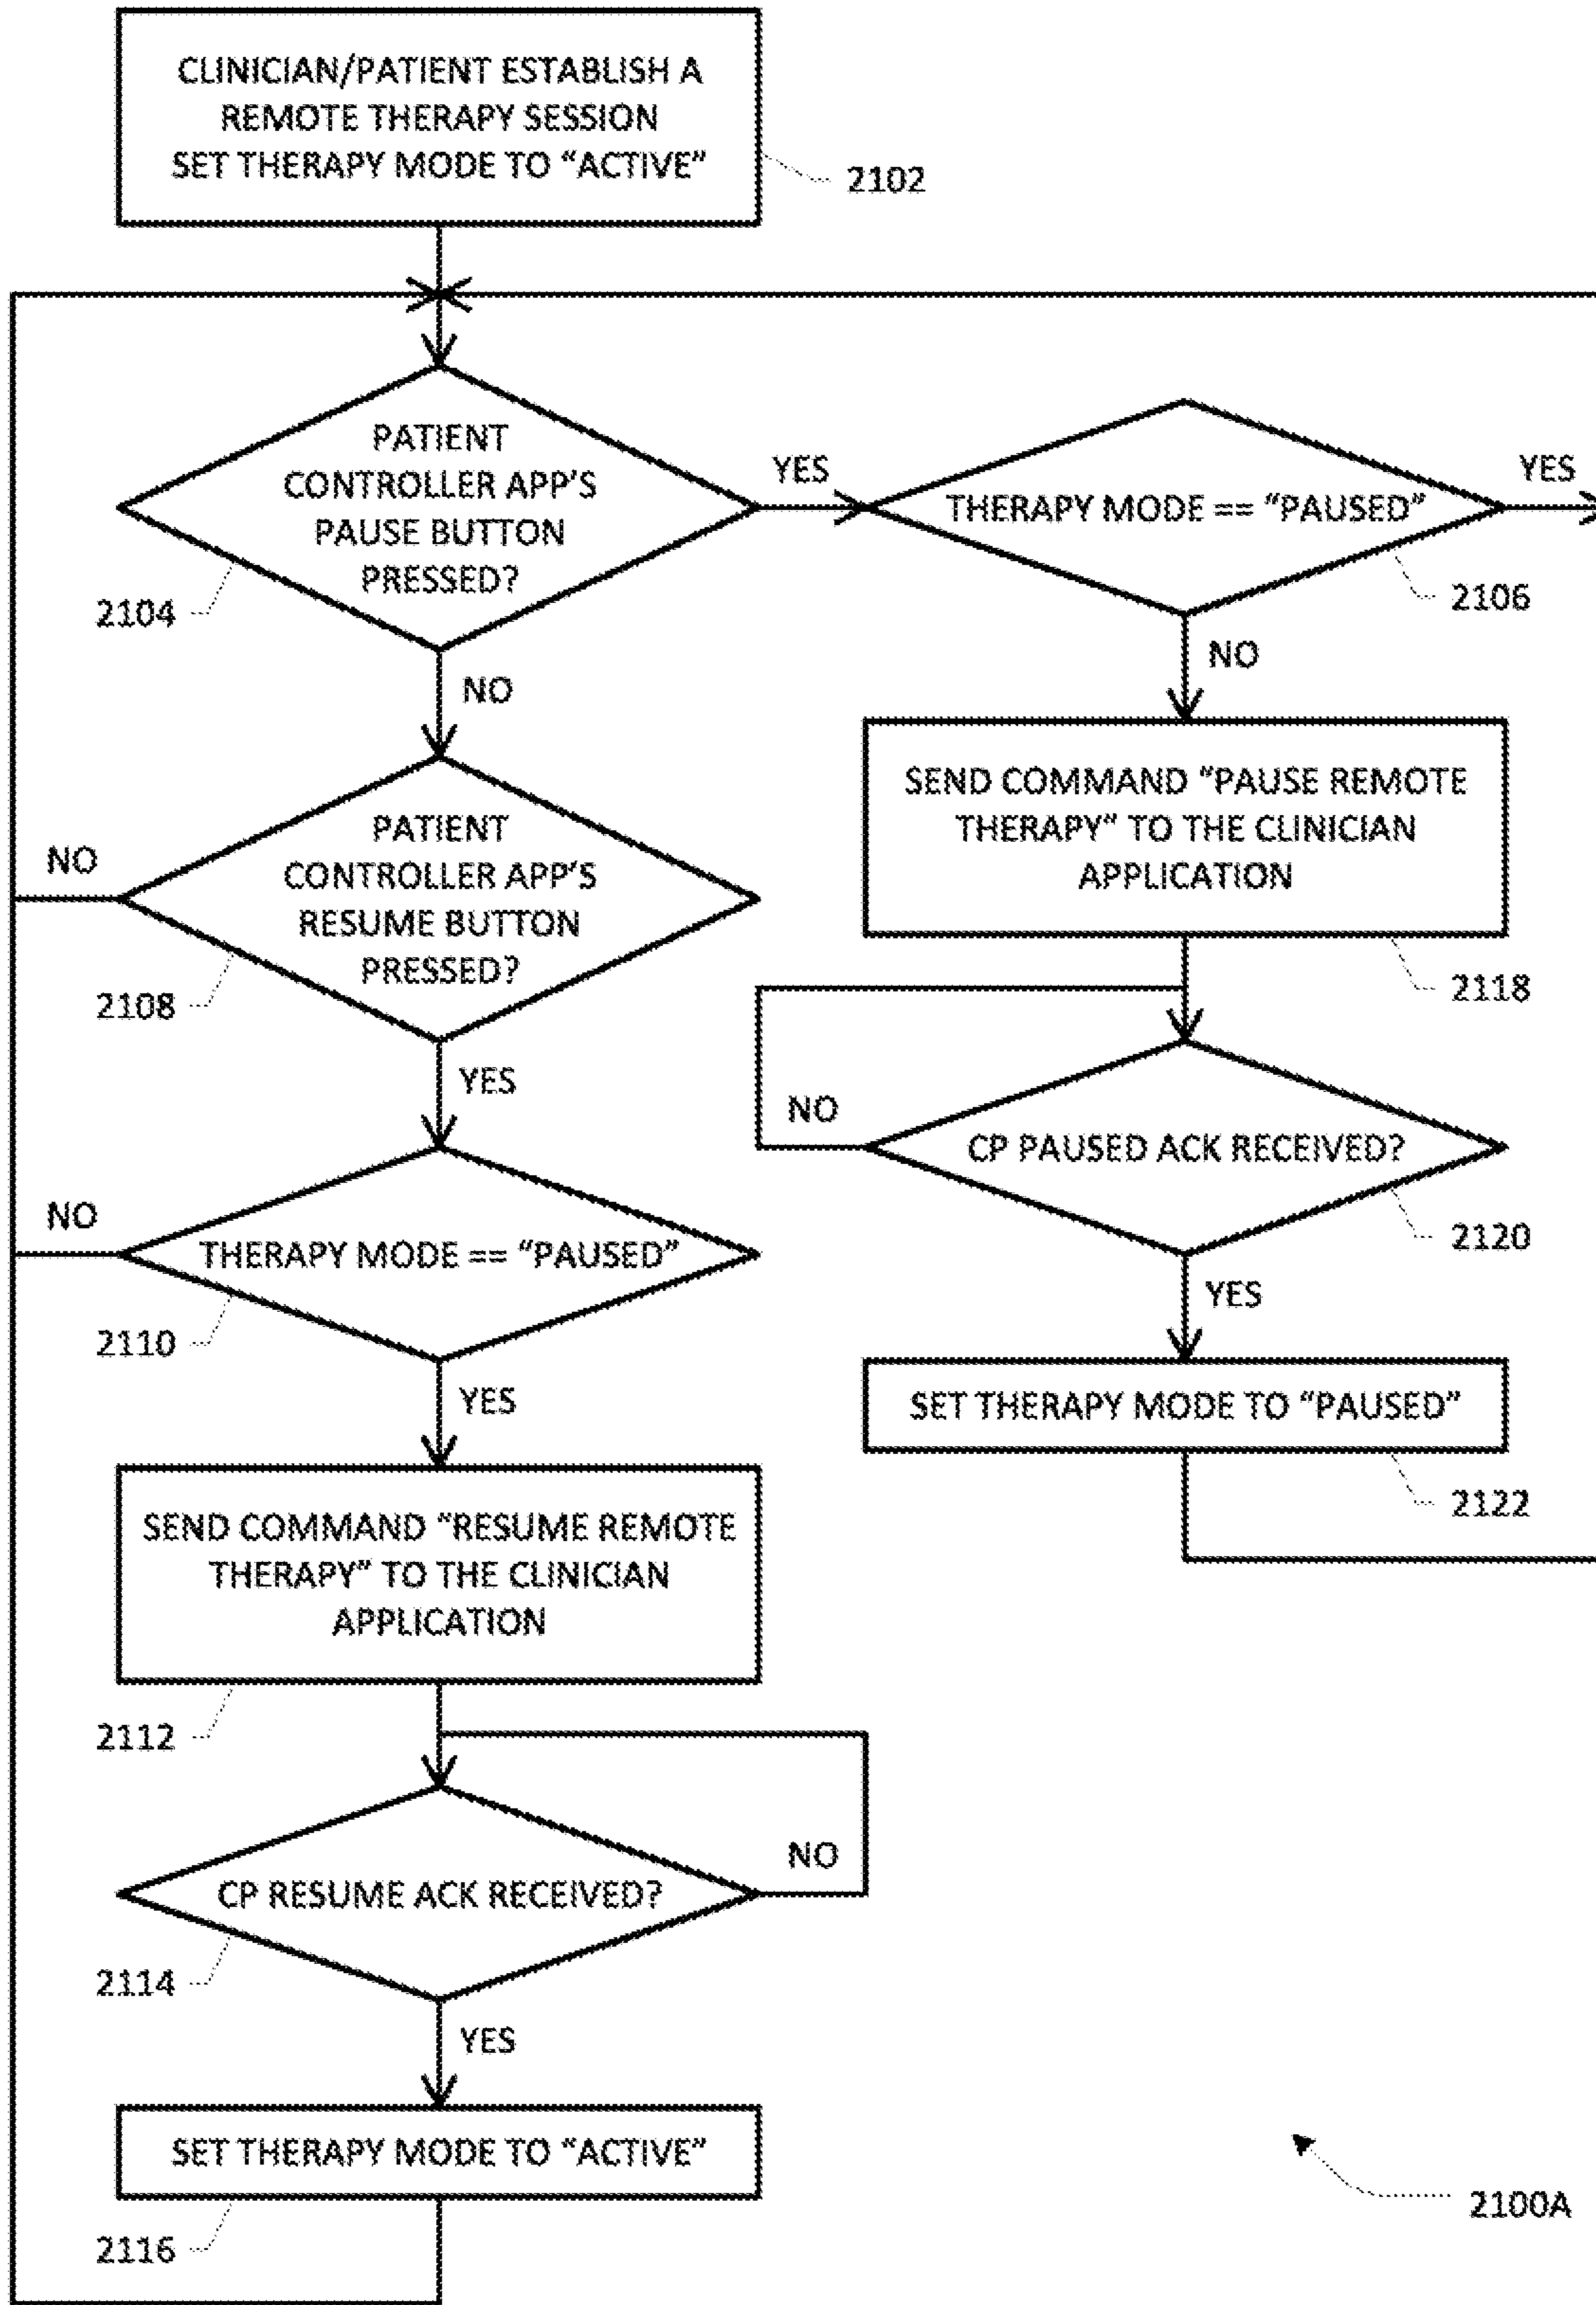 CLINICIAN/PATIENT ESTABLISH A
REMOTE THERAPY SESSION
SET THERAPY MODE TO “ACTIVE”
2102
PATIENT
CONTROLLER APP’S
PAUSE BUTTON
PRESSED?
2104
YES
THERAPY MODE == “PAUSED”
YES
2106
NO
NO
SEND COMMAND “PAUSE REMOTE
THERAPY” TO THE CLINICIAN
APPLICATION
2118
PATIENT
CONTROLLER APP’S
RESUME BUTTON
PRESSED?
NO
2108
YES
NO
CP PAUSED ACK RECEIVED?
2120
THERAPY MODE == “PAUSED”
NO
2110
YES
YES
SET THERAPY MODE TO “PAUSED”
2122
SEND COMMAND “RESUME REMOTE
THERAPY” TO THE CLINICIAN
APPLICATION
2112
CP RESUME ACK RECEIVED?
NO
2114
YES
SET THERAPY MODE TO “ACTIVE”
2116
2100A